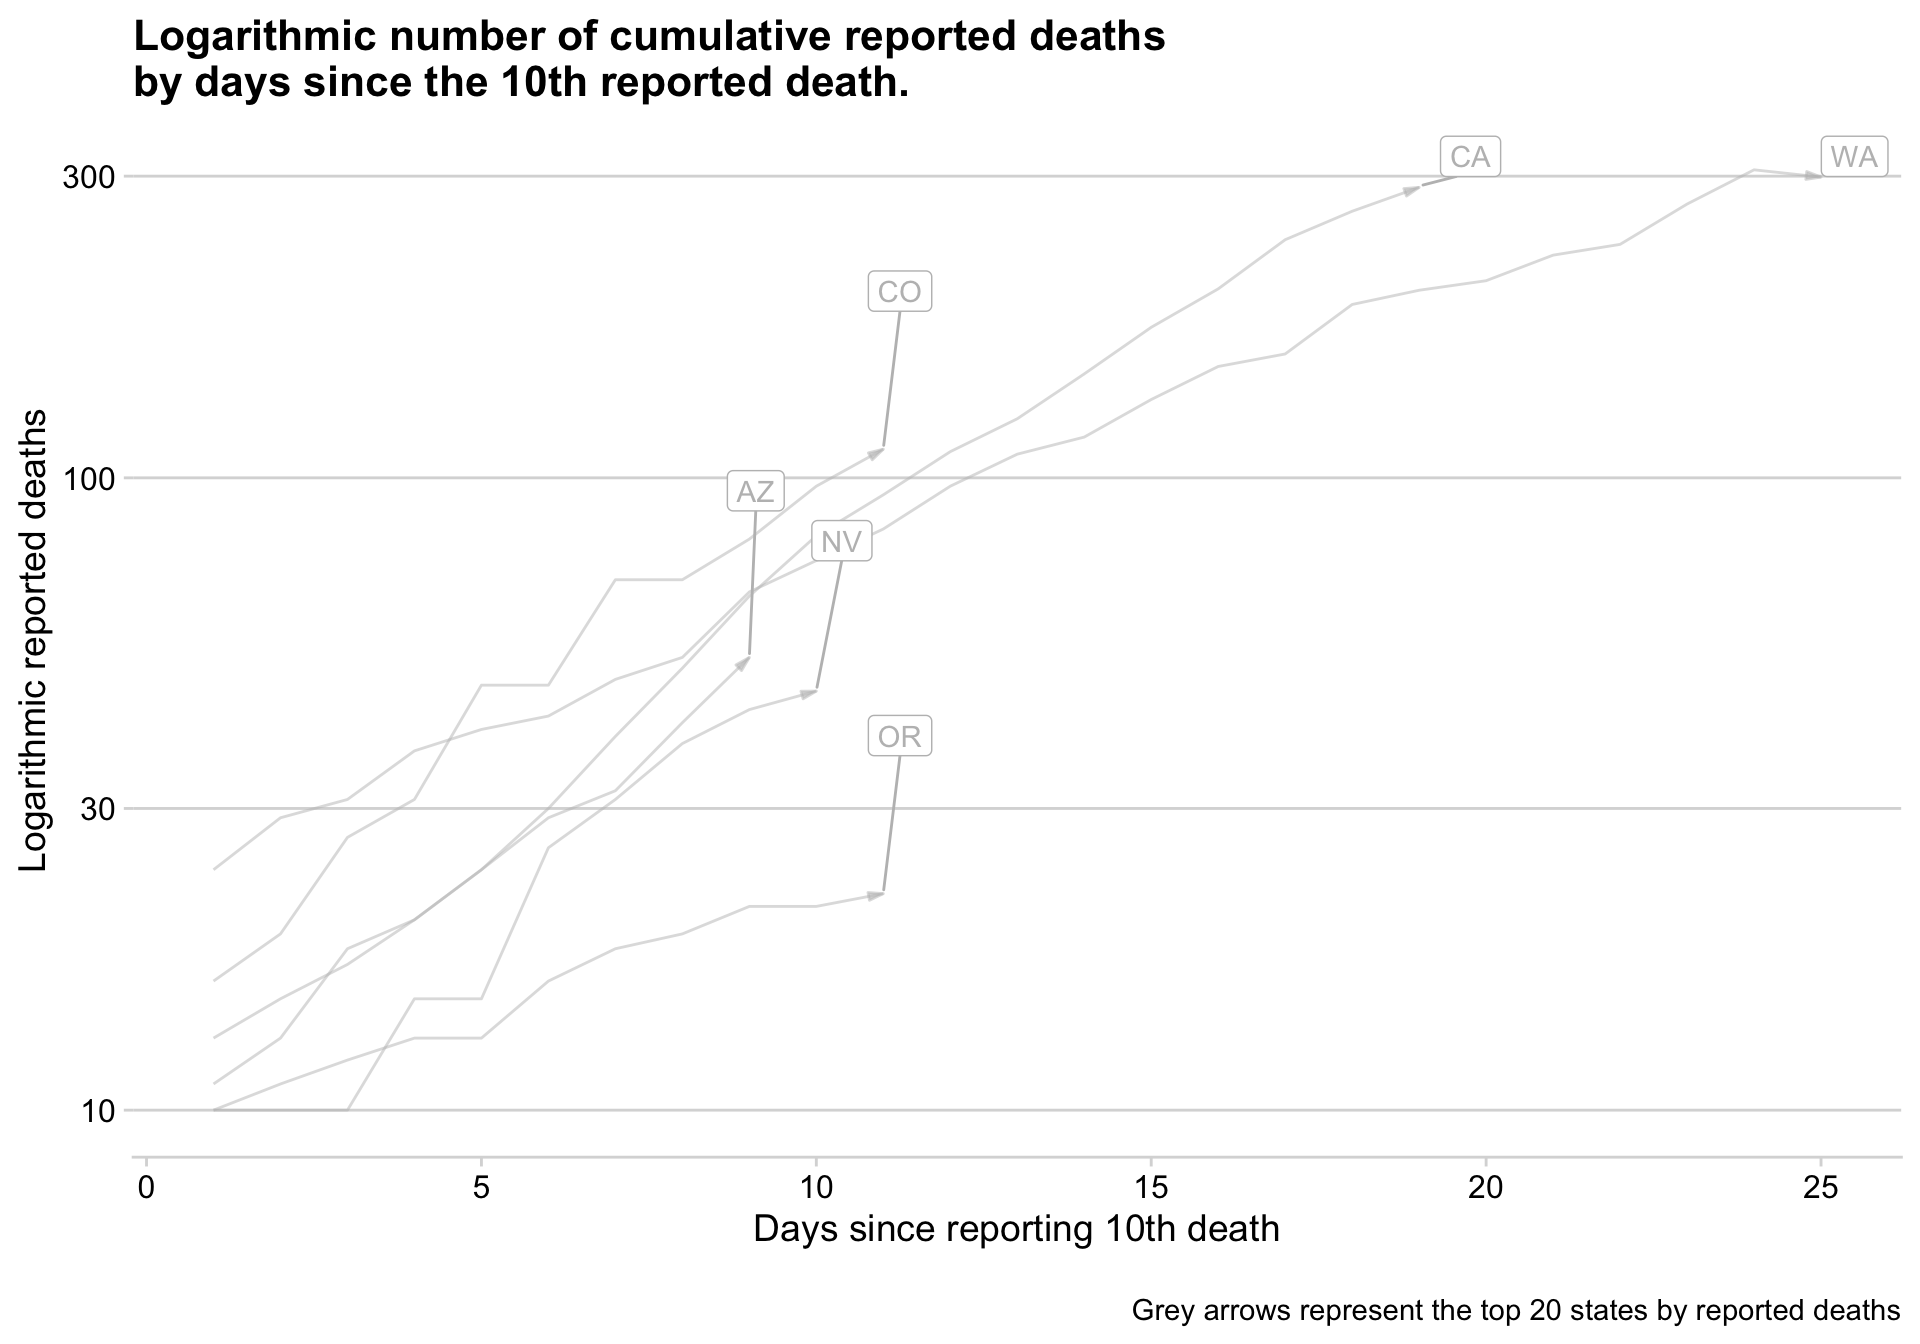 Logarithmic number of cumulative reported deaths
by days since the 10th reported death.
CA
WA
300
CO
AZ
100
NV
OR
Logarithmic reported deaths
30
10
0 5 10 15 20 25
Days since reporting 10th death
Grey arrows represent the top 20 states by reported deaths